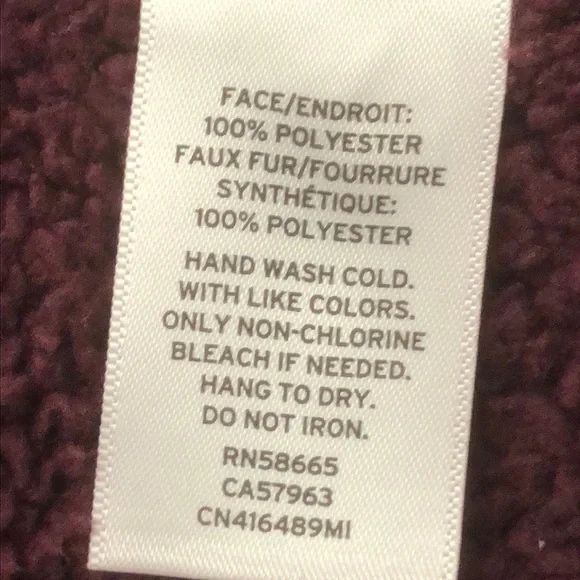 FACE/ENDROIT:
100% POLYESTER
FAUX FUR/FOURRURE
SYNTHÉTIQUE:
100% POLYESTER
HAND WASH COLD.
WITH LIKE COLORS.
ONLY NON-CHLORINE
BLEACH IF NEEDED.
HANG TO DRY.
DO NOT IRON.
RN58665
CA57963
CN416489MI